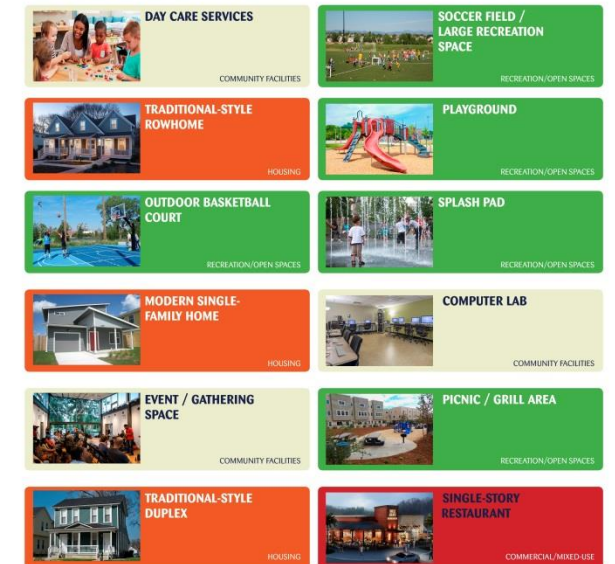 DAY CARE SERVICES
COMMUNITY FACILITIES
SOCCER FIELD /
LARGE RECREATION
SPACE
RECREATION/OPEN SPACES
TRADITIONAL-STYLE
ROWHOME
HOUSING
PLAYGROUND
RECREATION/OPEN SPACES
OUTDOOR BASKETBALL
COURT
RECREATION/OPEN SPACES
SPLASH PAD
RECREATION/OPEN SPACES
MODERN SINGLE-
FAMILY HOME
HOUSING
COMPUTER LAB
COMMUNITY FACILITIES
EVENT / GATHERING
SPACE
COMMUNITY FACILITIES
PICNIC / GRILL AREA
RECREATION/OPEN SPACES
TRADITIONAL-STYLE
DUPLEX
HOUSING
SINGLE-STORY
RESTAURANT
COMMERCIAL/MIXED-USE